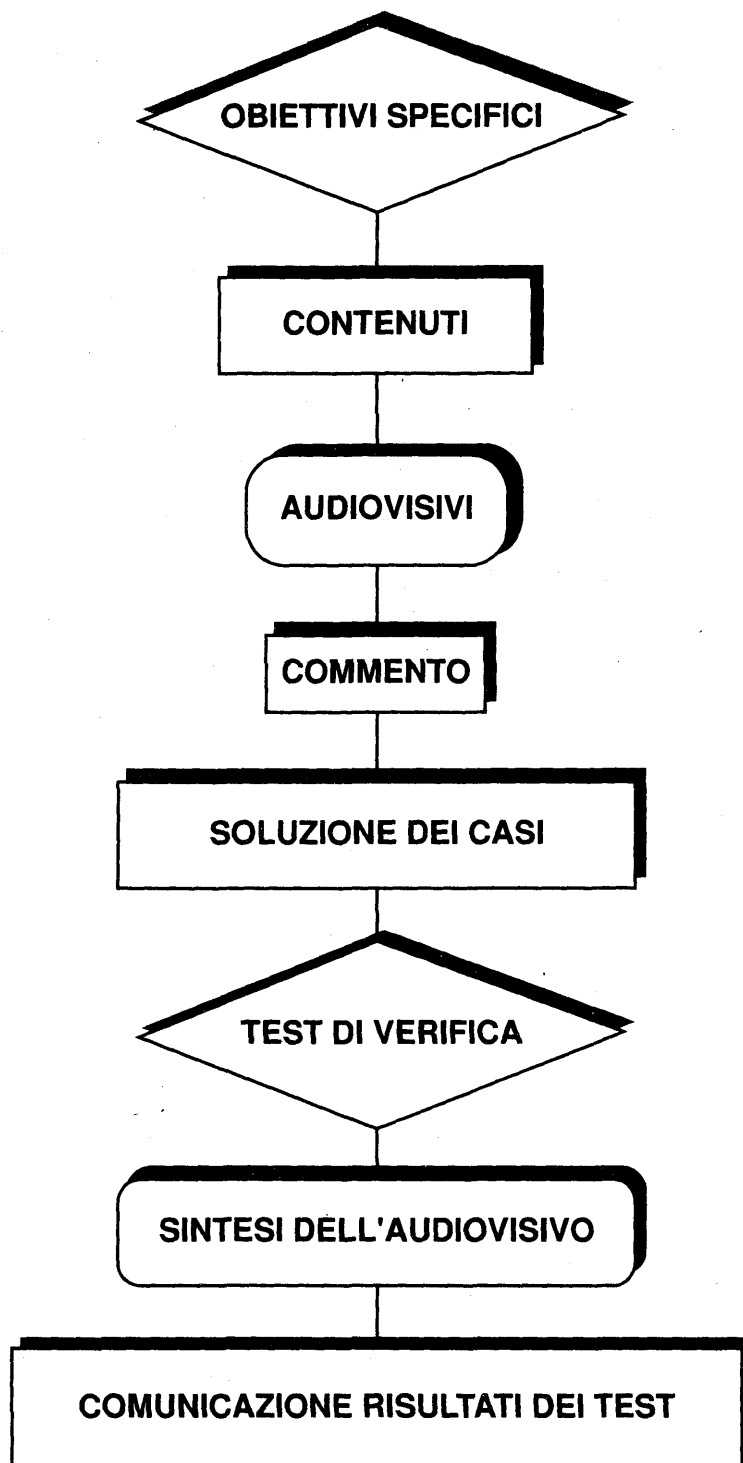 OBIETTIVI SPECIFICI
CONTENUTI
AUDIOVISIVI
COMMENTO
SOLUZIONE DEI CASI
TEST DI VERIFICA
SINTESI DELL'AUDIOVISIVO
COMUNICAZIONE RISULTATI DEI TEST